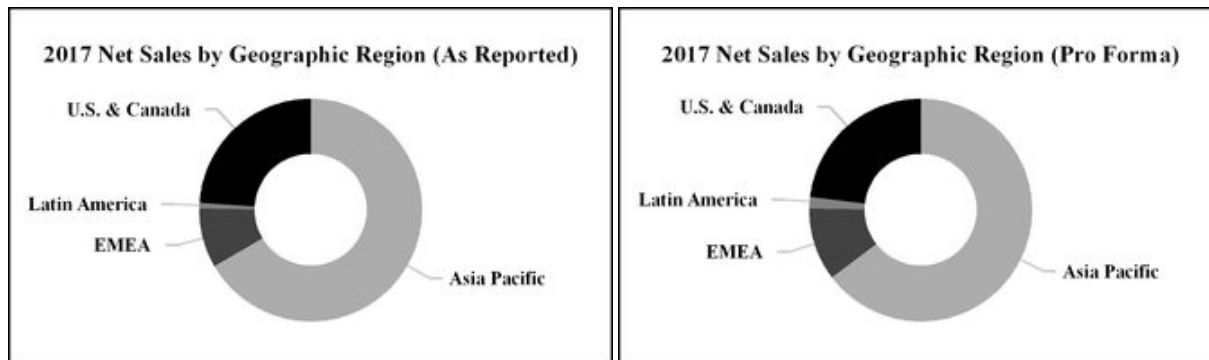 2017 Net Sales by Geographic Region (As Reported)
U.S. & Canada
Latin America
EMEA
Asia Pacific
2017 Net Sales by Geographic Region (Pro Forma)
U.S. & Canada
Latin America
EMEA
Asia Pacific